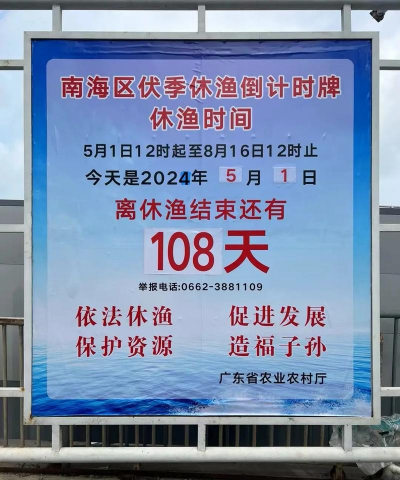 南海区伏季休渔倒计时牌
休渔时间
5月1日12时起至8月16日12时止
今天是2024年 5 月 1 日
离休渔结束还有
108天
举报电话:0662-3881109
依法休渔 促进发展
保护资源 造福子孙
广东省农业农村厅